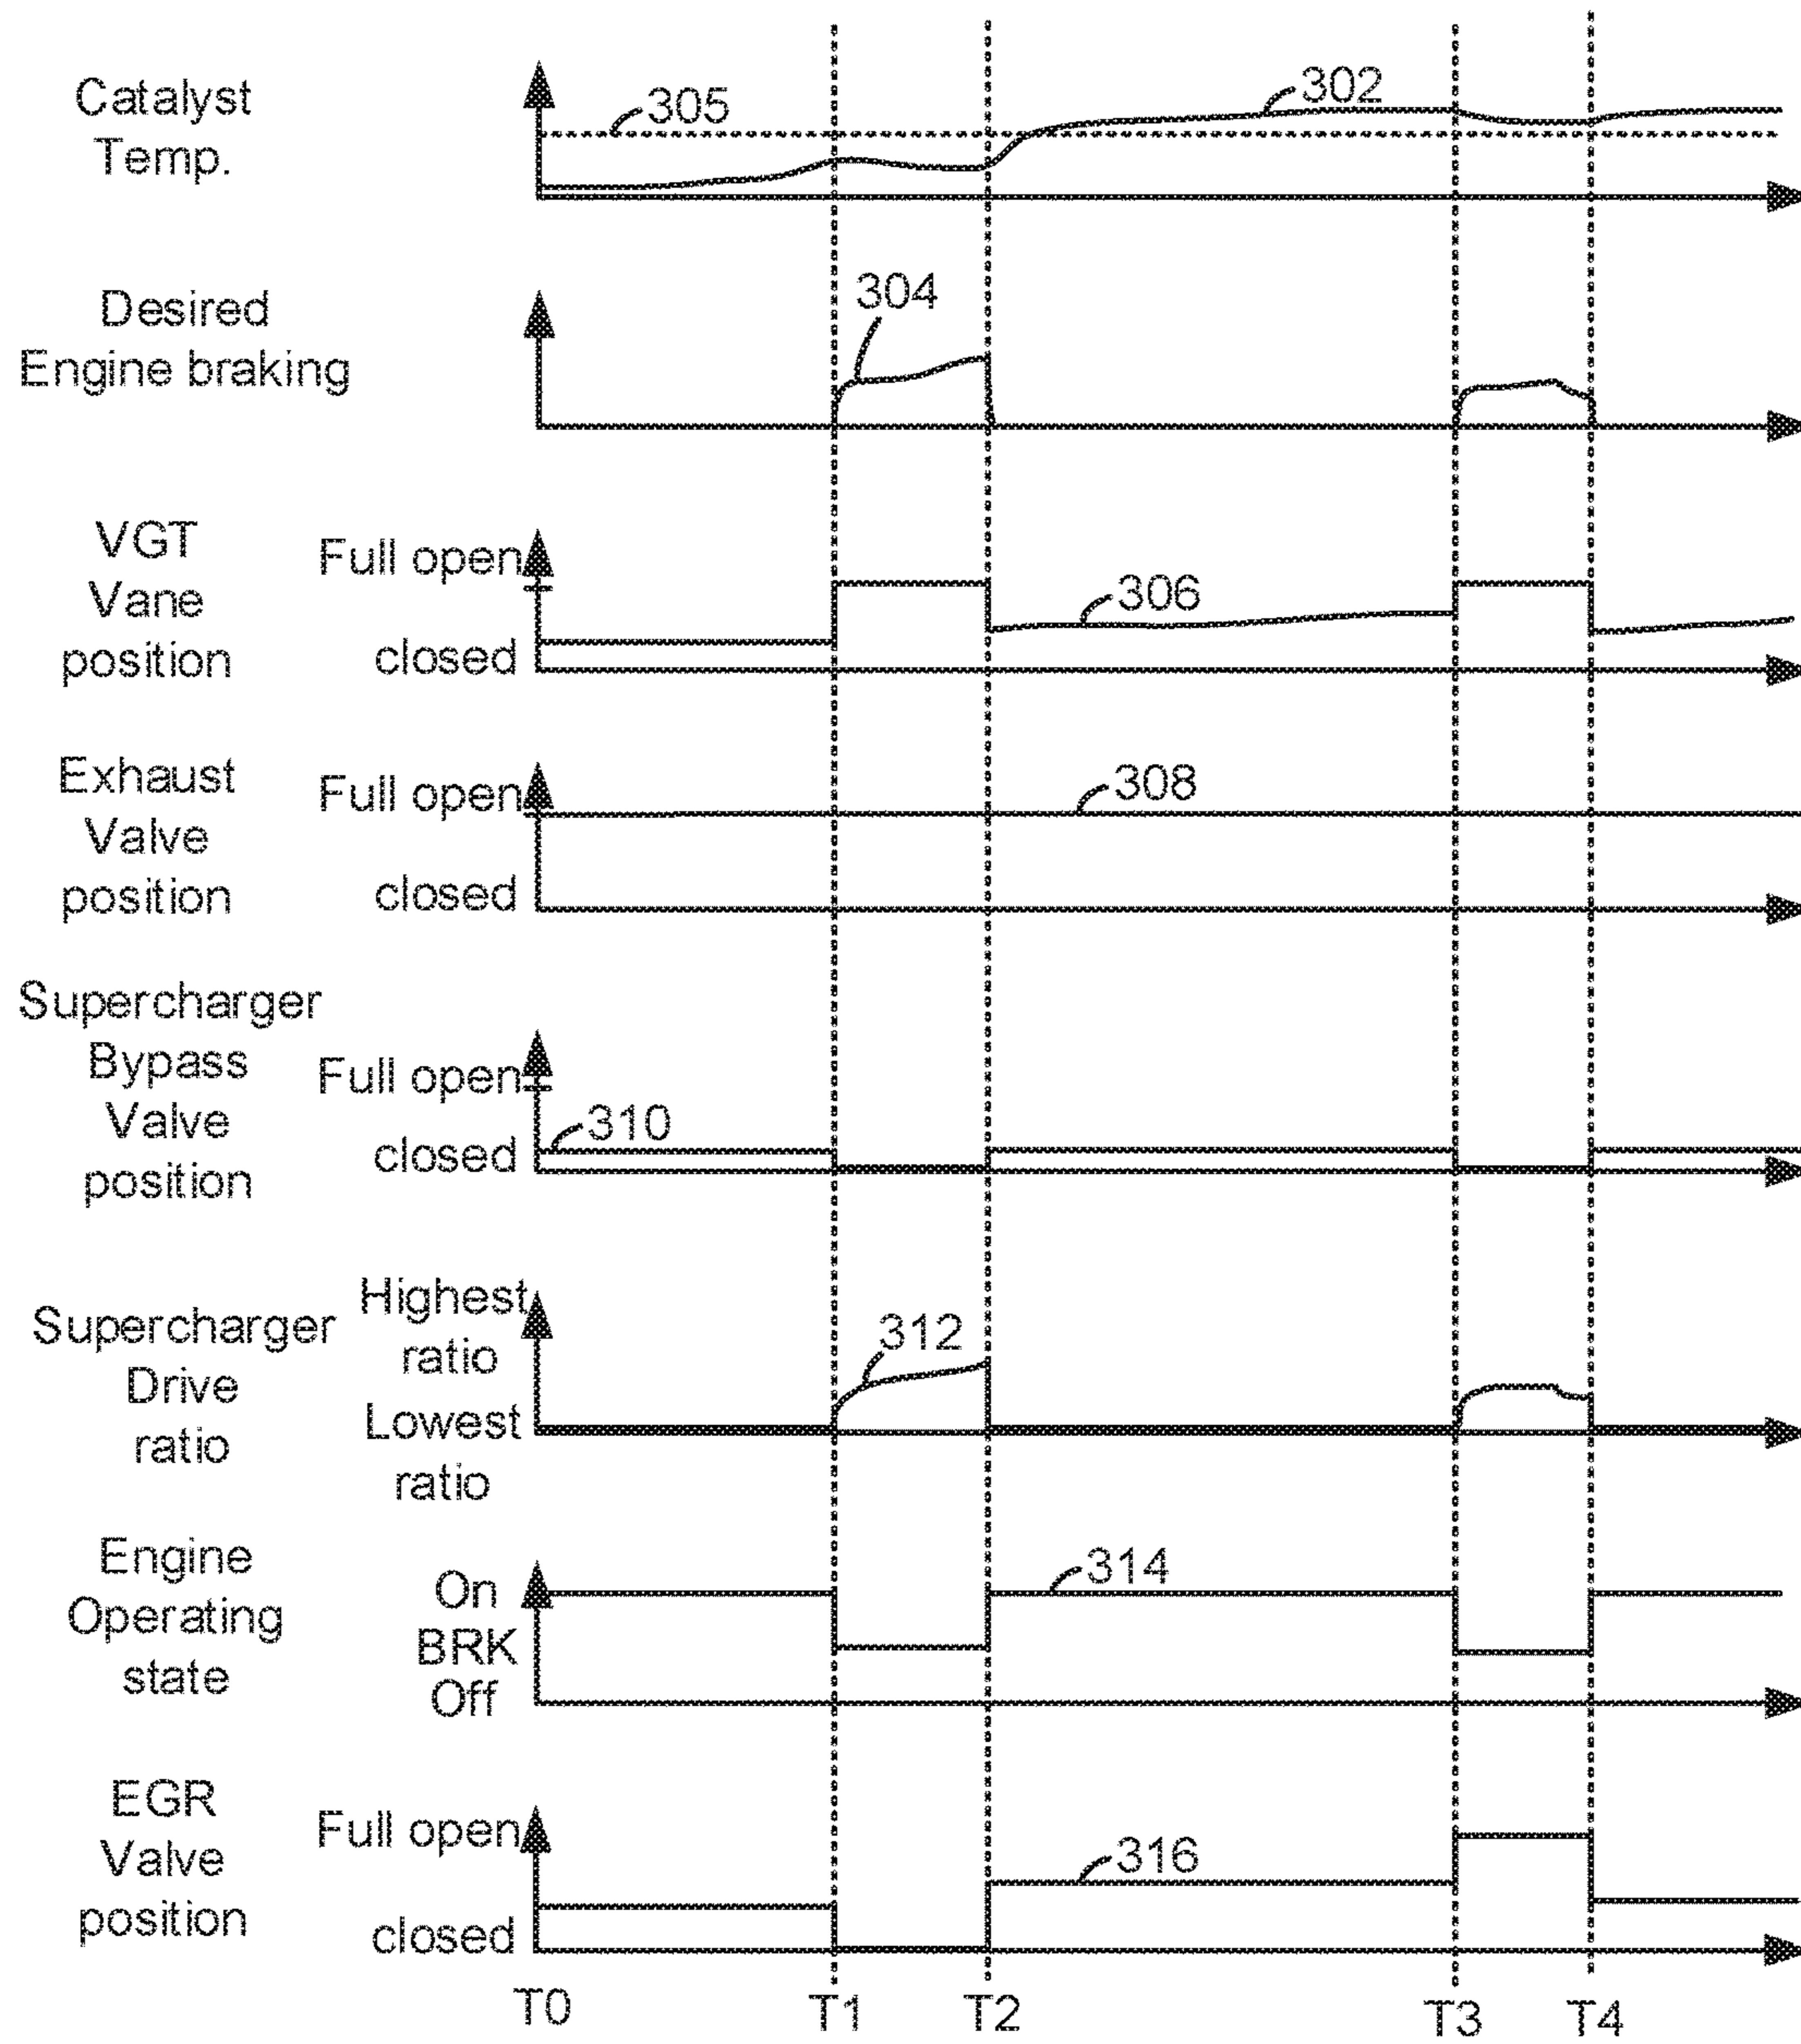 Catalyst
Temp.
305
302
Desired
Engine braking
304
VGT
Vane
position
Full open
closed
306
Exhaust
Valve
position
Full open
closed
308
Supercharger
Bypass
Valve
position
Full open
closed
310
Supercharger
Drive
ratio
Highest
ratio
Lowest
ratio
312
Engine
Operating
state
On
BRK
Off
314
EGR
Valve
position
Full open
closed
316
T0 T1 T2 T3 T4